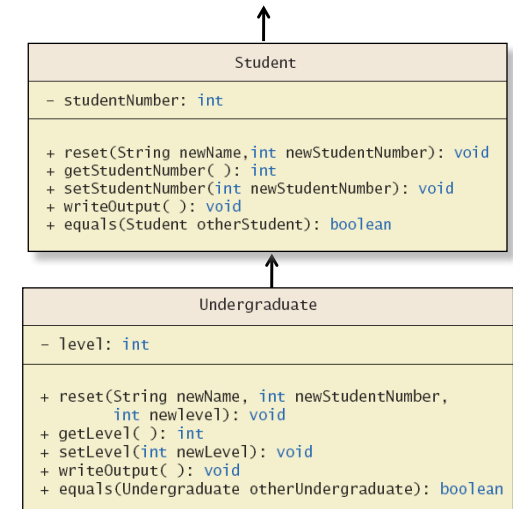 Student
- studentNumber: int
+ reset(String newName,int newStudentNumber): void
+ getStudentNumber( ): int
+ setStudentNumber(int newStudentNumber): void
+ writeOutput( ): void
+ equals(Student otherStudent): boolean
Undergraduate
- level: int
+ reset(String newName, int newStudentNumber,
int newlevel): void
+ getLevel( ): int
+ setLevel(int newLevel): void
+ writeOutput( ): void
+ equals(Undergraduate otherUndergraduate): boolean